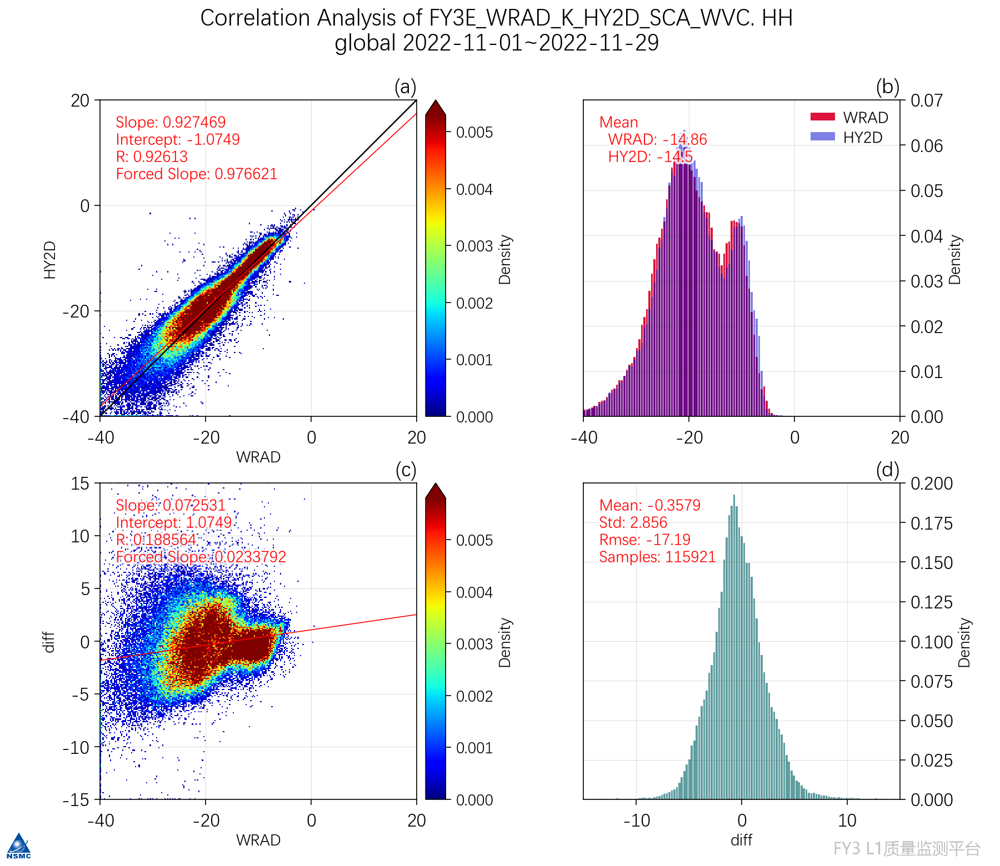 Correlation Analysis of FY3E_WRAD_K_HY2D_SCA_WVC. HH
global 2022-11-01~2022-11-29
(a)
Slope: 0.927469
Intercept: -1.0749
R: 0.92613
Forced Slope: 0.976621
20
0
-20
-40
HY2D
-40
-20
0
20
WRAD
0.005
0.004
0.003
0.002
0.001
0.000
Density
(b)
Mean
WRAD: -14.86
HY2D: -14.5
WRAD
HY2D
0.07
0.06
0.05
0.04
0.03
0.02
0.01
0.00
Density
-40
-20
0
20
(c)
Slope: 0.072531
Intercept: 1.0749
R: 0.188564
Forced Slope: 0.0233792
15
10
5
0
-5
-10
-15
diff
-40
-20
0
20
WRAD
0.005
0.004
0.003
0.002
0.001
0.000
Density
(d)
Mean: -0.3579
Std: 2.856
Rmse: -17.19
Samples: 115921
0.200
0.175
0.150
0.125
0.100
0.075
0.050
0.025
0.000
Density
-10
0
10
diff
NSMC
FY3 L1质量监测平台